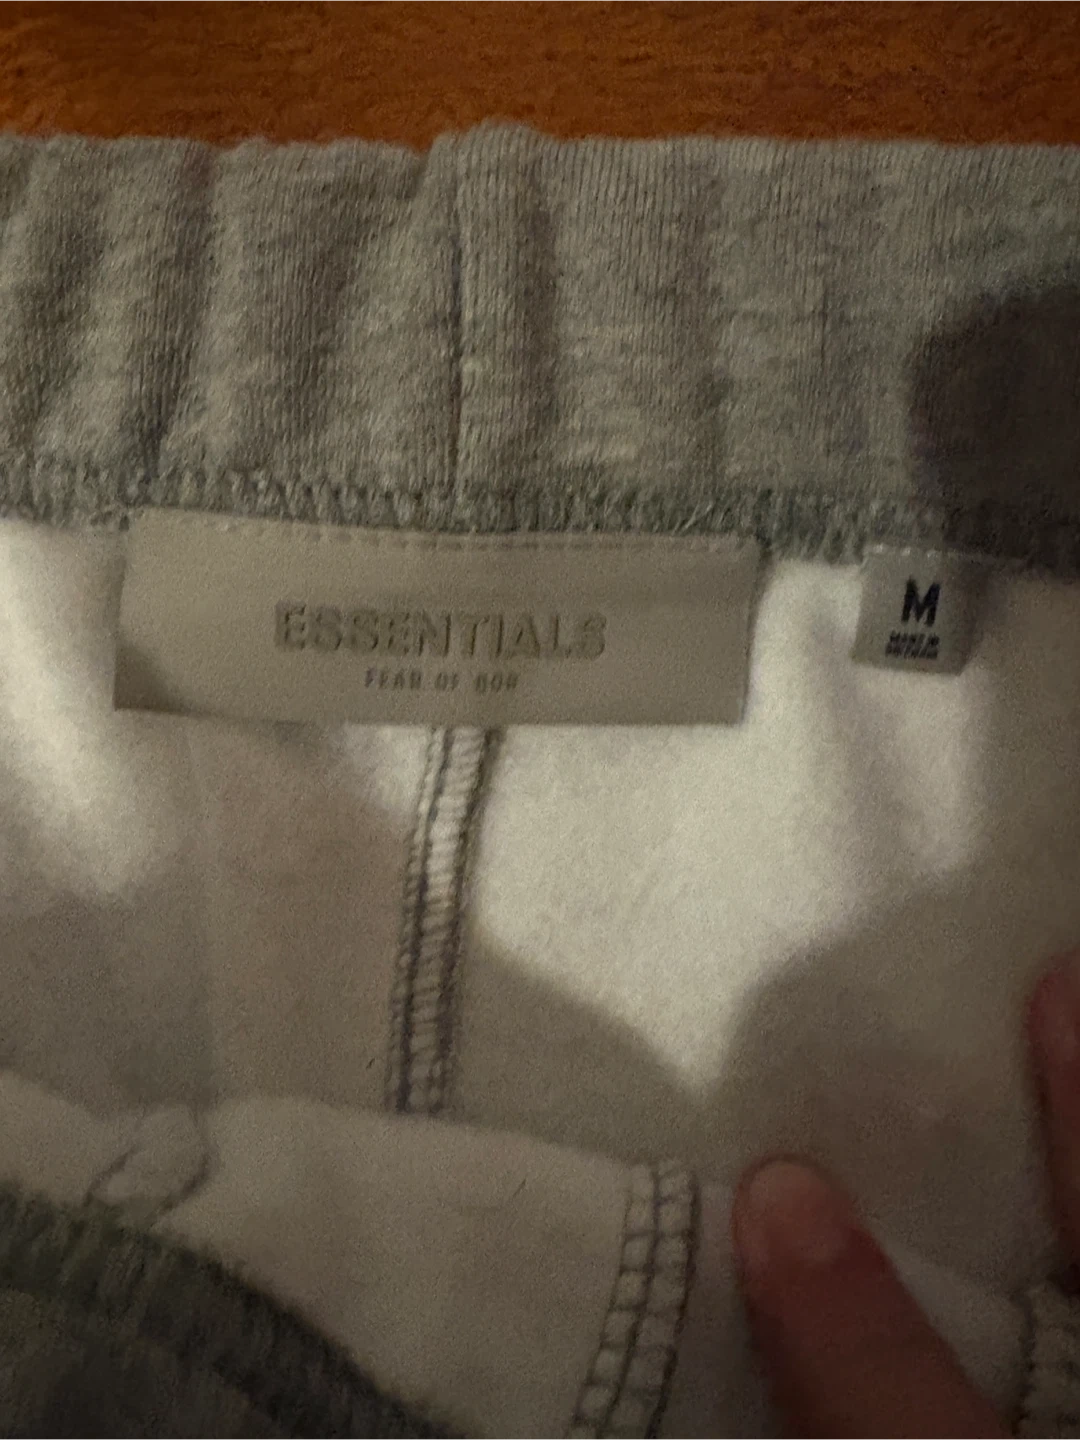 ESSENTIALS
FEAR OF GOD
M